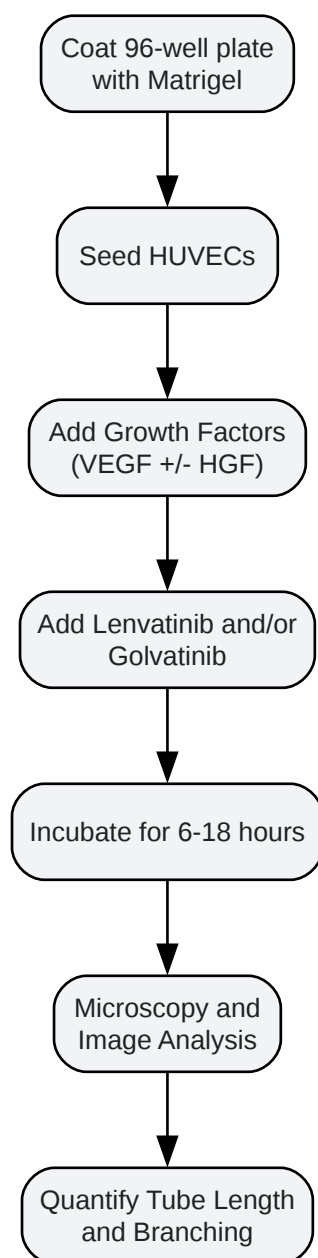 Coat 96-well plate
with Matrigel
Seed HUVECs
Add Growth Factors
(VEGF +/- HGF)
Add Lenvatinib and/or
Golvatinib
Incubate for 6-18 hours
Microscopy and
Image Analysis
Quantify Tube Length
and Branching